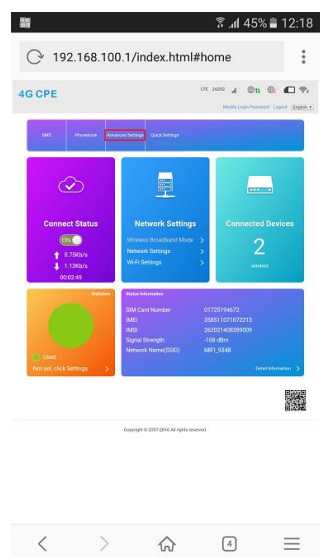 45% 12:18
192.168.100.1/index.html#home
4G CPE
LTE 26202
Modify Login Password Logout English
SMS Phonebook Advanced Settings Quick Settings
Connect Status
ON
0.75Kb/s
1.13Kb/s
00:02:49
Network Settings
Wireless Broadband Mode
Network Settings
Wi-Fi Settings
Connected Devices
2
wireless
Statistics
Used
Not set, click Settings
Status Information
SIM Card Number 01725194672
IMEI 358511071072213
IMSI 262021408389009
Signal Strength -108 dBm
Network Name(SSID) MIFI_9348
Detail Information
Copyright © 2007-2016 All rights reserved
4